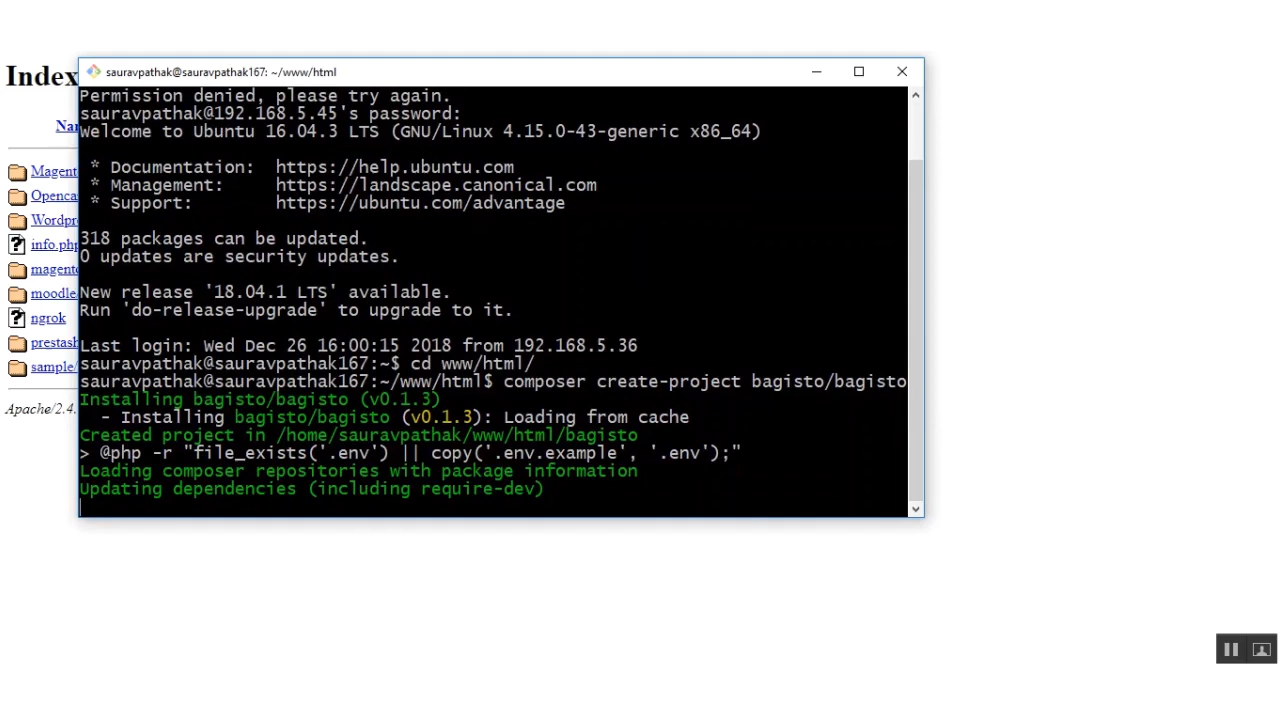 Index
sauravpathak@sauravpathak167: ~/www/html
Permission denied, please try again.
sauravpathak@192.168.5.45's password:
Welcome to Ubuntu 16.04.3 LTS (GNU/Linux 4.15.0-43-generic x86_64)
* Documentation: https://help.ubuntu.com
* Management: https://landscape.canonical.com
* Support: https://ubuntu.com/advantage
318 packages can be updated.
0 updates are security updates.
New release '18.04.1 LTS' available.
Run 'do-release-upgrade' to upgrade to it.
Last login: Wed Dec 26 16:00:15 2018 from 192.168.5.36
sauravpathak@sauravpathak167:~$ cd www/html/
sauravpathak@sauravpathak167:~/www/html$ composer create-project bagisto/bagisto
Installing bagisto/bagisto (v0.1.3)
- Installing bagisto/bagisto (v0.1.3): Loading from cache
Created project in /home/sauravpathak/www/html/bagisto
> @php -r "file_exists('.env') || copy('.env.example', '.env');"
Loading composer repositories with package information
Updating dependencies (including require-dev)
Na
Magent
Openca
Wordpr
info.php
magent
moodle
ngrok
prestash
sample/
Apache/2.4.